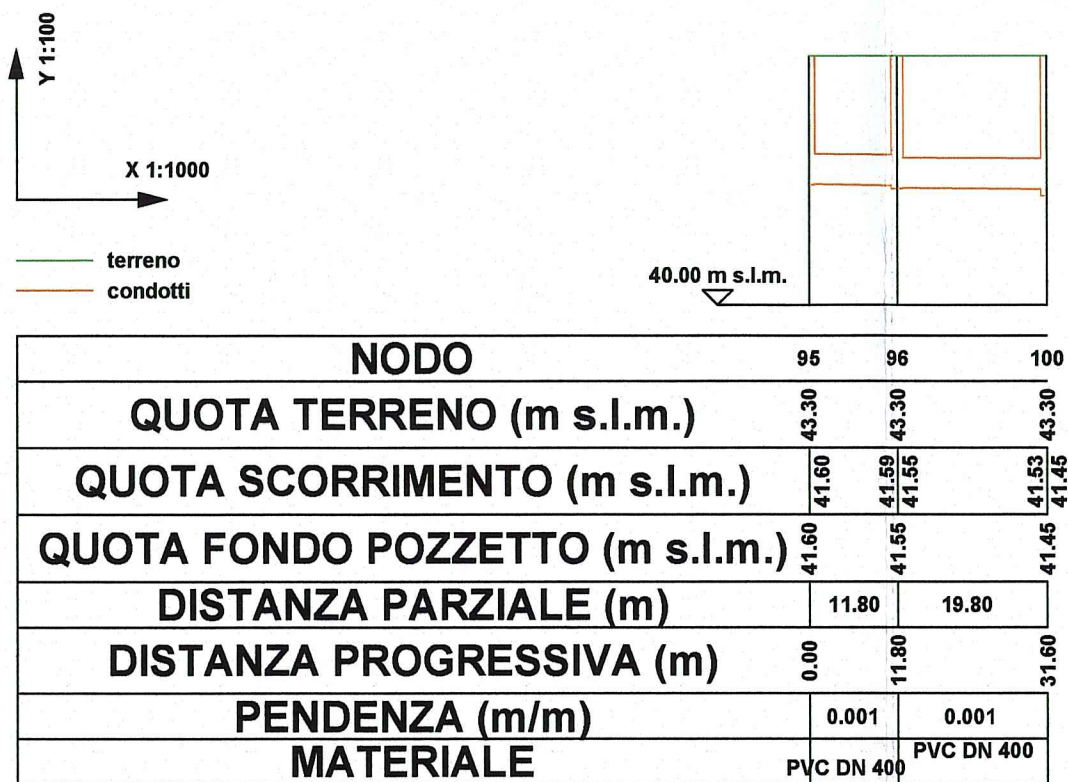 Y 1:100
X 1:1000
terreno
condotti
40.00 m s.l.m.
NODO 95 96 100
QUOTA TERRENO (m s.l.m.) 43.30 43.30 43.30
QUOTA SCORRIMENTO (m s.l.m.) 41.60 41.59 41.55 41.53 41.45
QUOTA FONDO POZZETTO (m s.l.m.) 41.60 41.55 41.45
DISTANZA PARZIALE (m) 11.80 19.80
DISTANZA PROGRESSIVA (m) 0.00 11.80 31.60
PENDENZA (m/m) 0.001 0.001
MATERIALE PVC DN 400 PVC DN 400